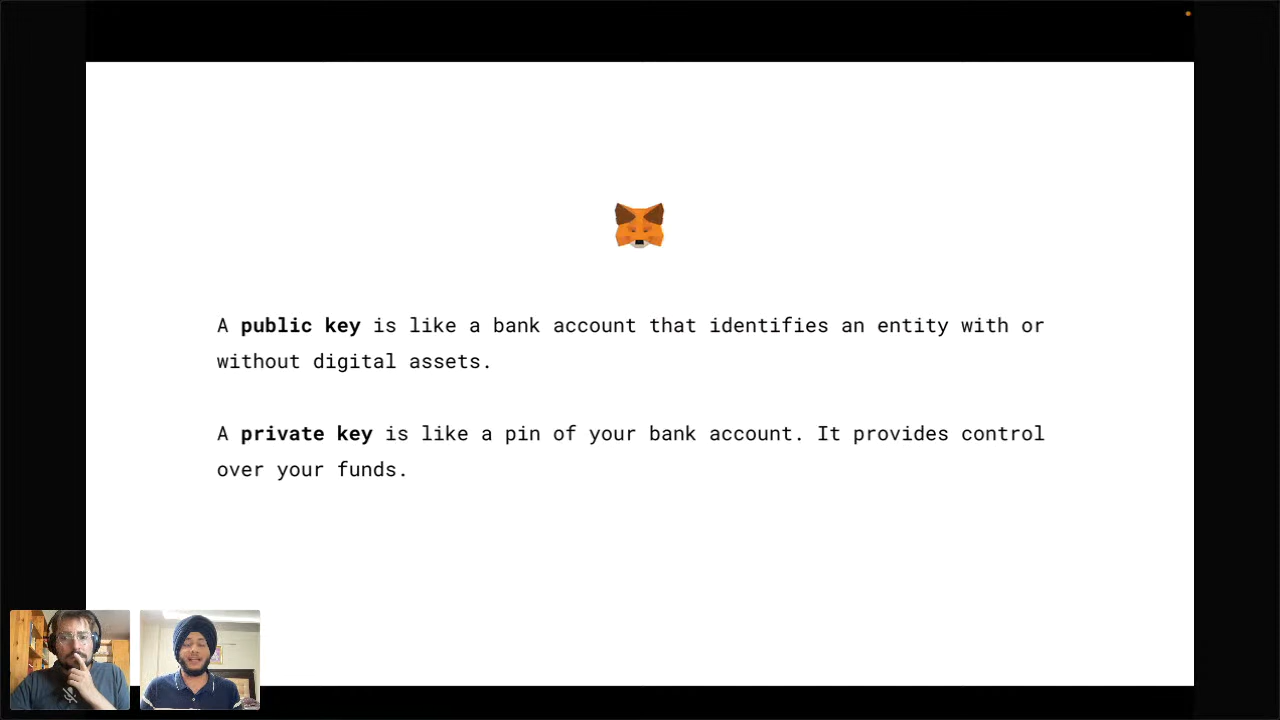 A public key is like a bank account that identifies an entity with or
without digital assets.
A private key is like a pin of your bank account. It provides control
over your funds.